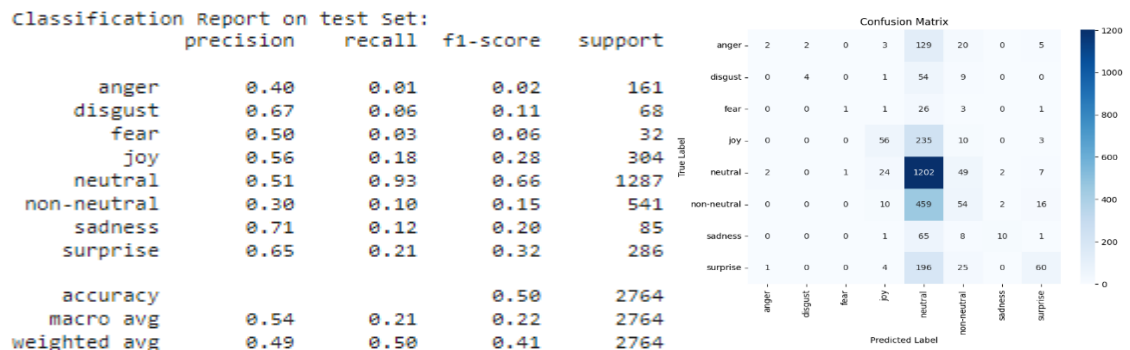 Classification Report on test Set:
precision recall f1-score support
anger 0.40 0.01 0.02 161
disgust 0.67 0.06 0.11 68
fear 0.50 0.03 0.06 32
joy 0.56 0.18 0.28 304
neutral 0.51 0.93 0.66 1287
non-neutral 0.30 0.10 0.15 541
sadness 0.71 0.12 0.20 85
surprise 0.65 0.21 0.32 286
accuracy 0.50 2764
macro avg 0.54 0.21 0.22 2764
weighted avg 0.49 0.50 0.41 2764
Confusion Matrix
True Label
anger 2 2 0 3 129 20 0 5
disgust 0 4 0 1 54 9 0 0
fear 0 0 1 1 26 3 0 1
joy 0 0 0 56 235 10 0 3
neutral 2 0 1 24 1202 49 2 7
non-neutral 0 0 0 10 459 54 2 16
sadness 0 0 0 1 65 8 10 1
surprise 1 0 0 4 196 25 0 60
anger disgust fear joy neutral non-neutral sadness surprise
Predicted Label
1200
1000
800
600
400
200
0